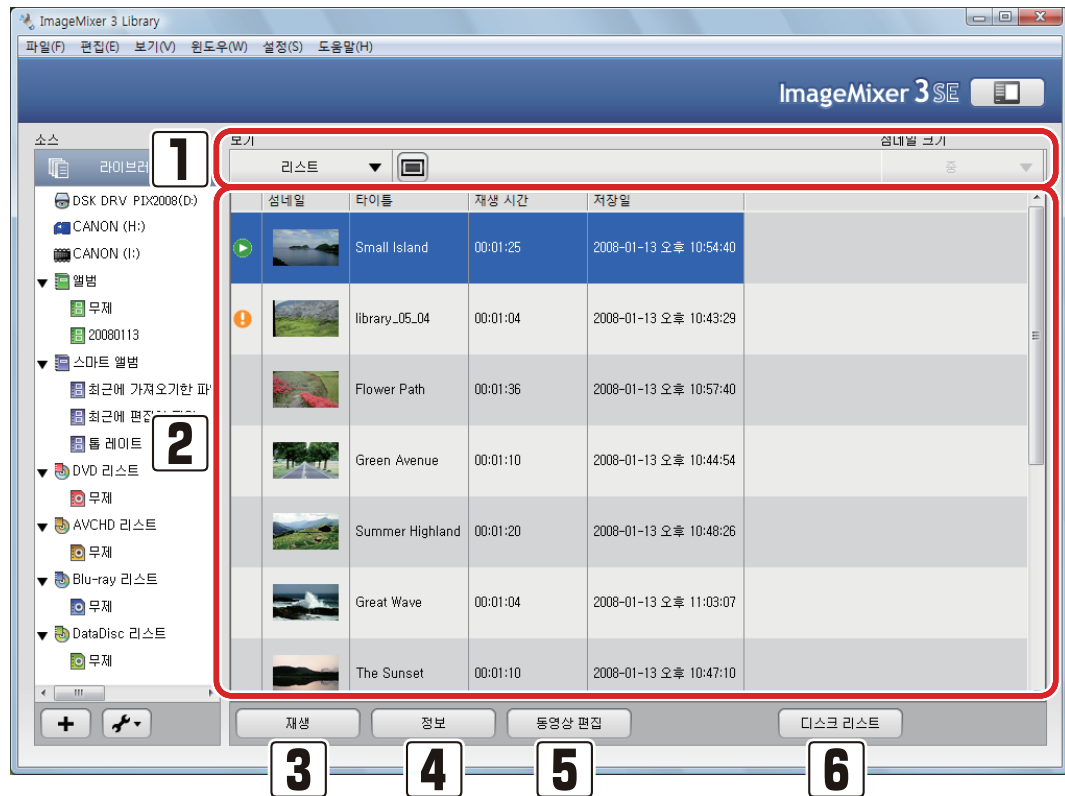 ImageMixer 3 Library
파일(F) 편집(E) 보기(V) 윈도우(W) 설정(S) 도움말(H)
ImageMixer 3 SE
소스
라이브러
1
보기
섬네일 크기
리스트
중
DSK DRV PIX2008(D:)
CANON (H:)
CANON (I:)
앨범
무제
20080113
스마트 앨범
최근에 가져오기한 파
최근에 편집
톱 레이트
2
DVD 리스트
무제
AVCHD 리스트
무제
Blu-ray 리스트
무제
DataDisc 리스트
무제
섬네일 타이틀 재생 시간 저장일
Small Island 00:01:25 2008-01-13 오후 10:54:40
library_05_04 00:01:04 2008-01-13 오후 10:43:29
Flower Path 00:01:36 2008-01-13 오후 10:57:40
Green Avenue 00:01:10 2008-01-13 오후 10:44:54
Summer Highland 00:01:20 2008-01-13 오후 10:48:26
Great Wave 00:01:04 2008-01-13 오후 11:03:07
The Sunset 00:01:10 2008-01-13 오후 10:47:10
재생 정보 동영상 편집 디스크 리스트
3 4 5 6